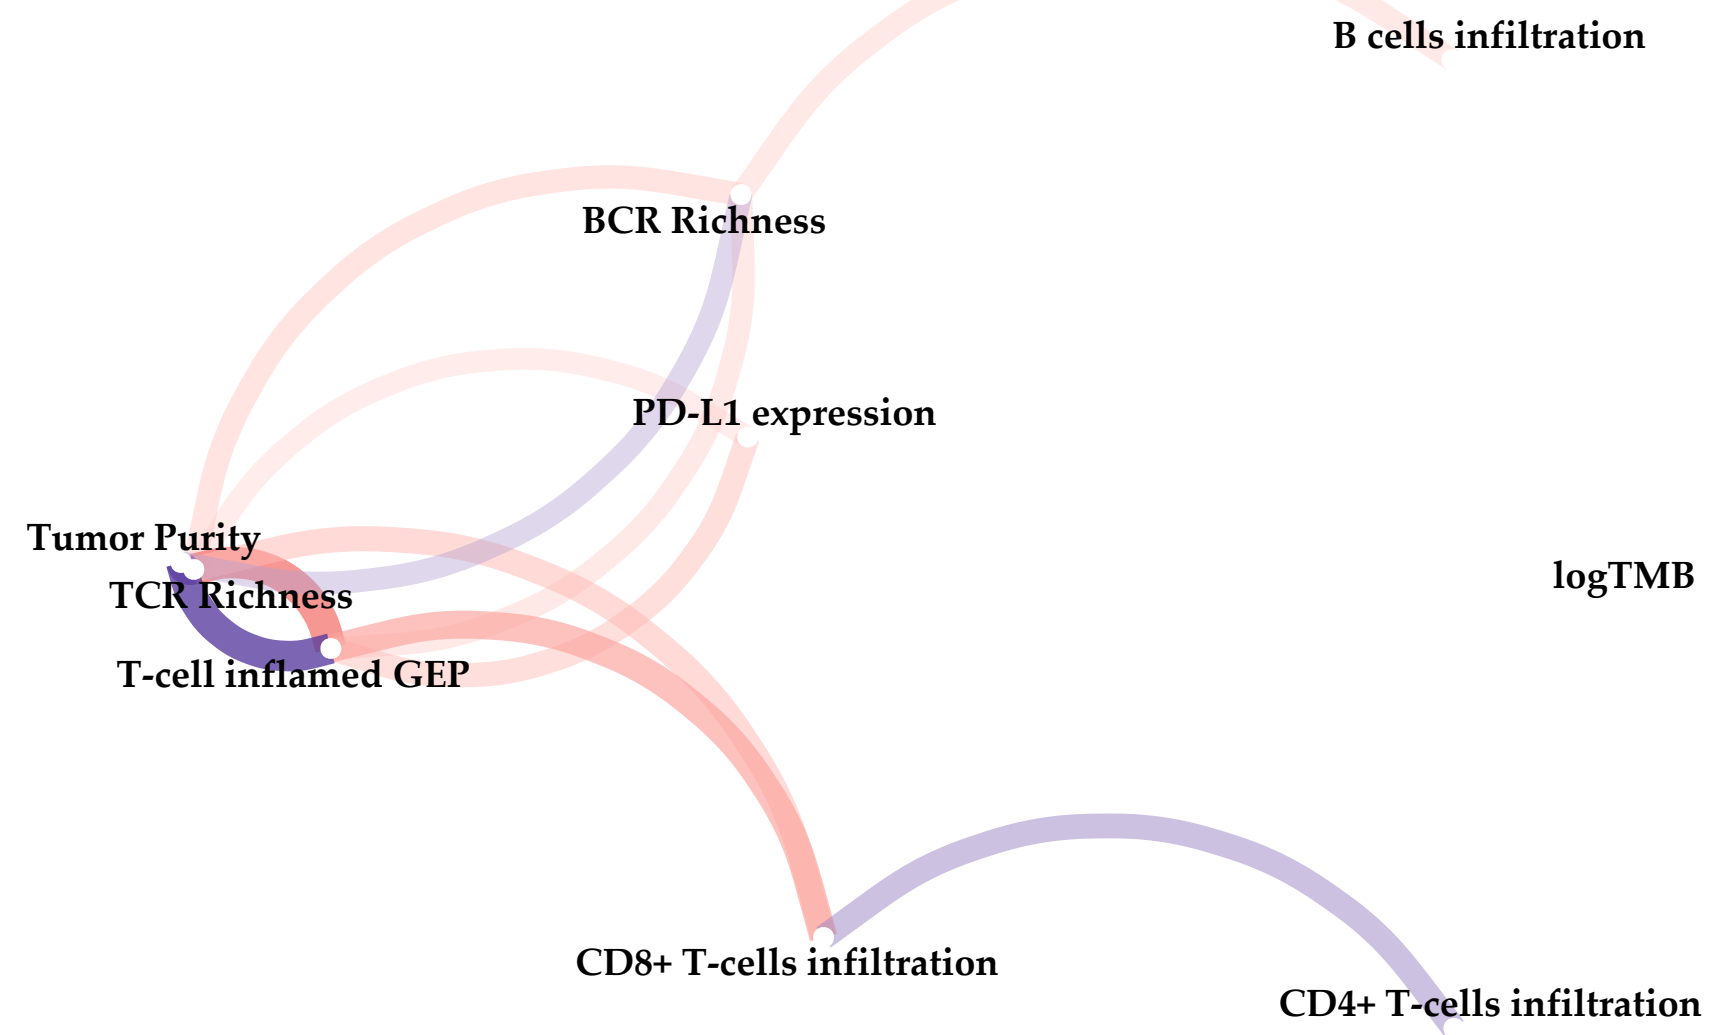 B cells infiltration
BCR Richness
PD-L1 expression
Tumor Purity
logTMB
TCR Richness
T-cell inflamed GEP
CD8+ T-cells infiltration
CD4+ T-cells infiltration